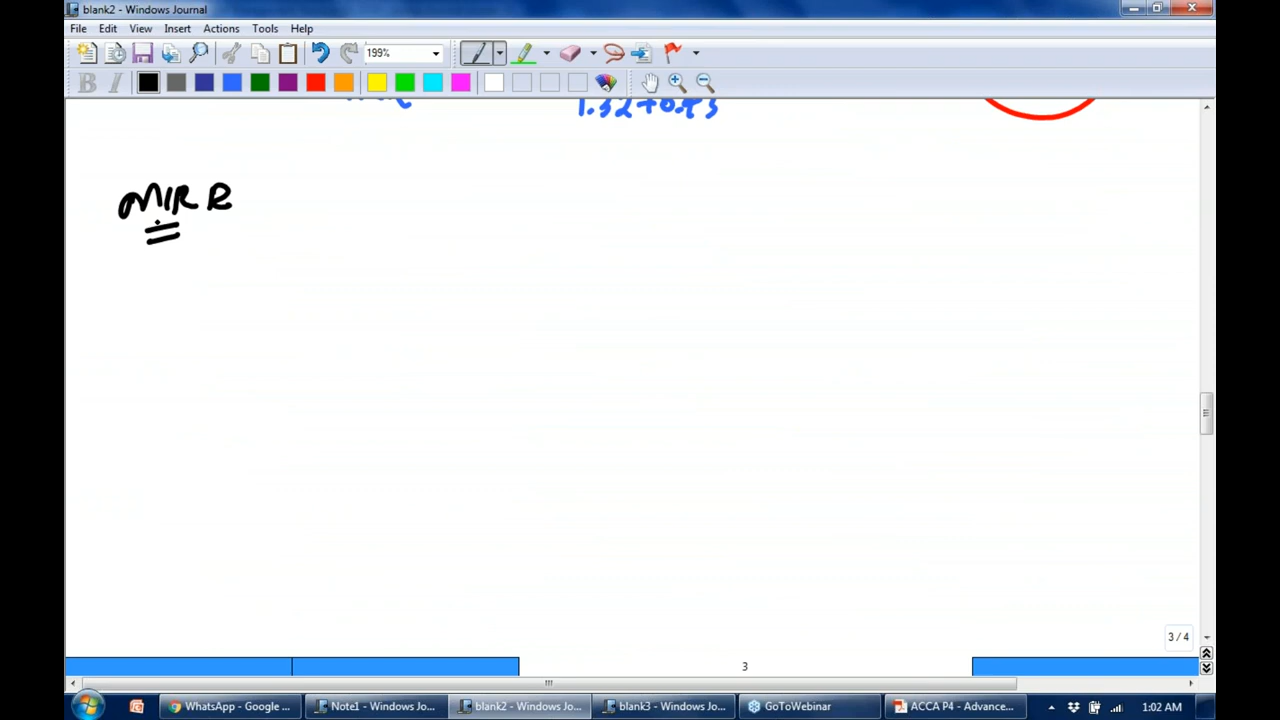 blank2 - Windows Journal
File Edit View Insert Actions Tools Help
199%
B I
1.32+0.53
MIRR
3 / 4
3
WhatsApp - Google ... Note1 - Windows Jo... blank2 - Windows Jo... blank3 - Windows Jo... GoToWebinar ACCA P4 - Advance... 1:02 AM